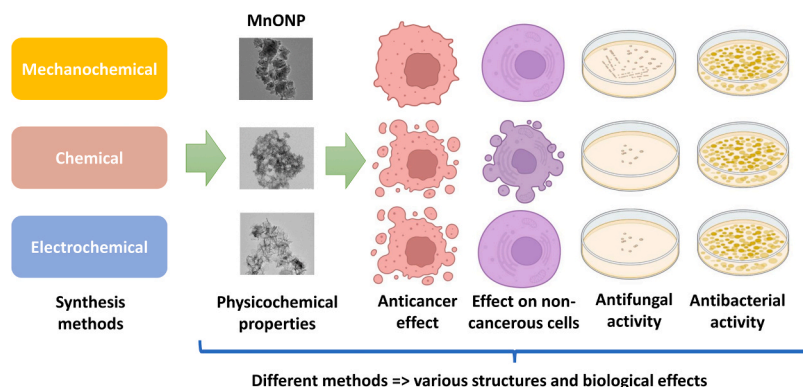 MnONP
Mechanochemical
Chemical
Electrochemical
Synthesis
methods
Physicochemical
properties
Anticancer
effect
Effect on non-
cancerous cells
Antifungal
activity
Antibacterial
activity
Different methods => various structures and biological effects